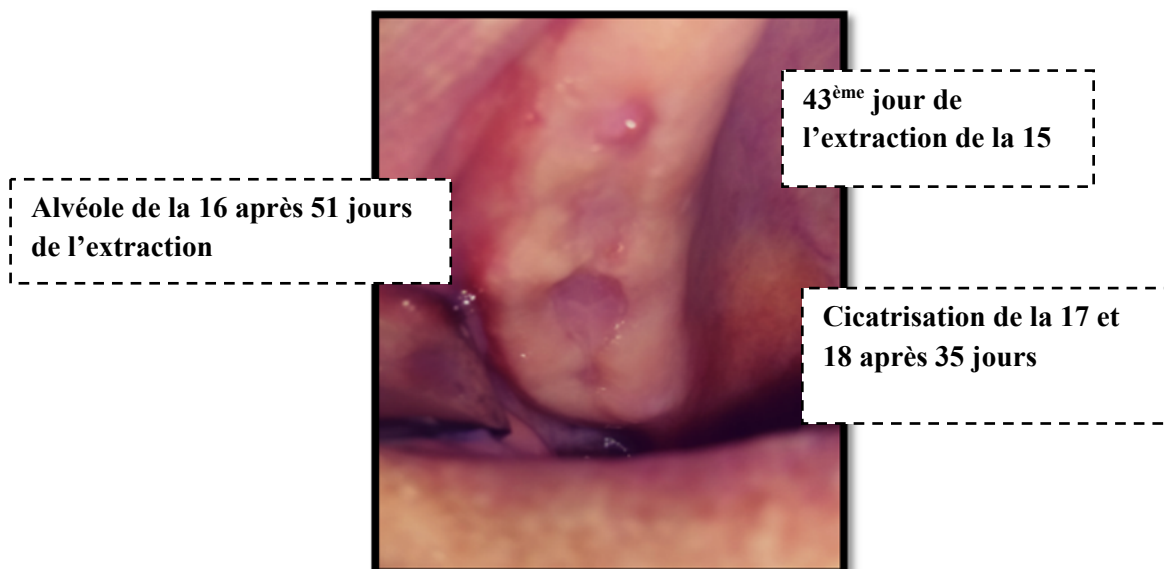 43ème jour de
l’extraction de la 15
Alvéole de la 16 après 51 jours
de l’extraction
Cicatrisation de la 17 et
18 après 35 jours